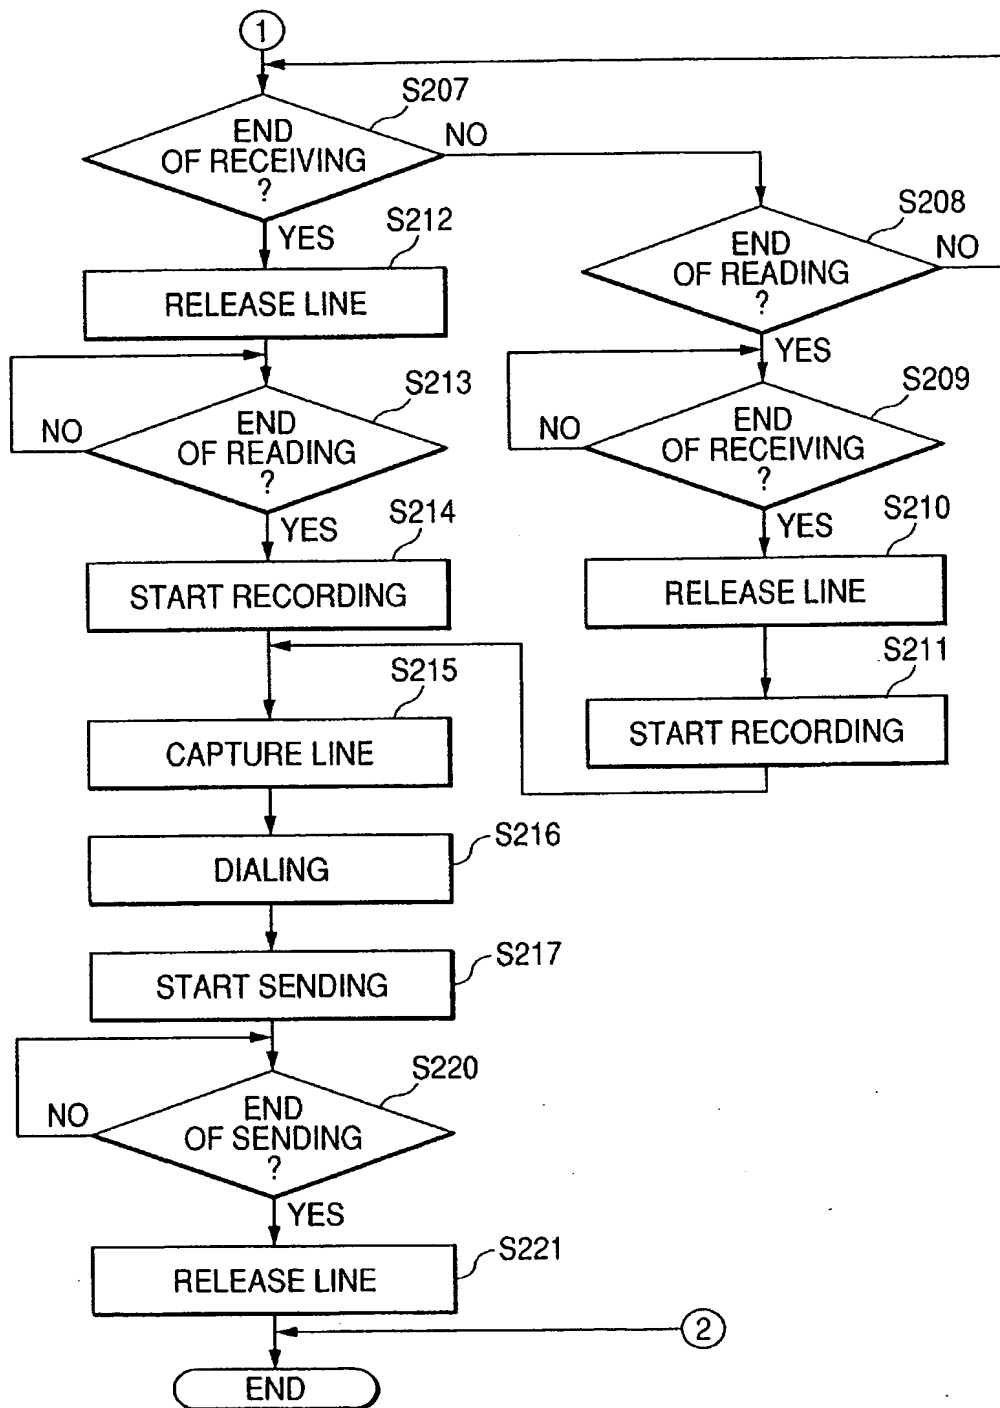 1
S207
END
OF RECEIVING
?
NO
YES
S212
RELEASE LINE
S208
END
OF READING
?
NO
YES
S213
END
OF READING
?
NO
YES
S209
END
OF RECEIVING
?
NO
YES
S214
START RECORDING
S210
RELEASE LINE
S211
START RECORDING
S215
CAPTURE LINE
S216
DIALING
S217
START SENDING
S220
END
OF SENDING
?
NO
YES
S221
RELEASE LINE
2
END